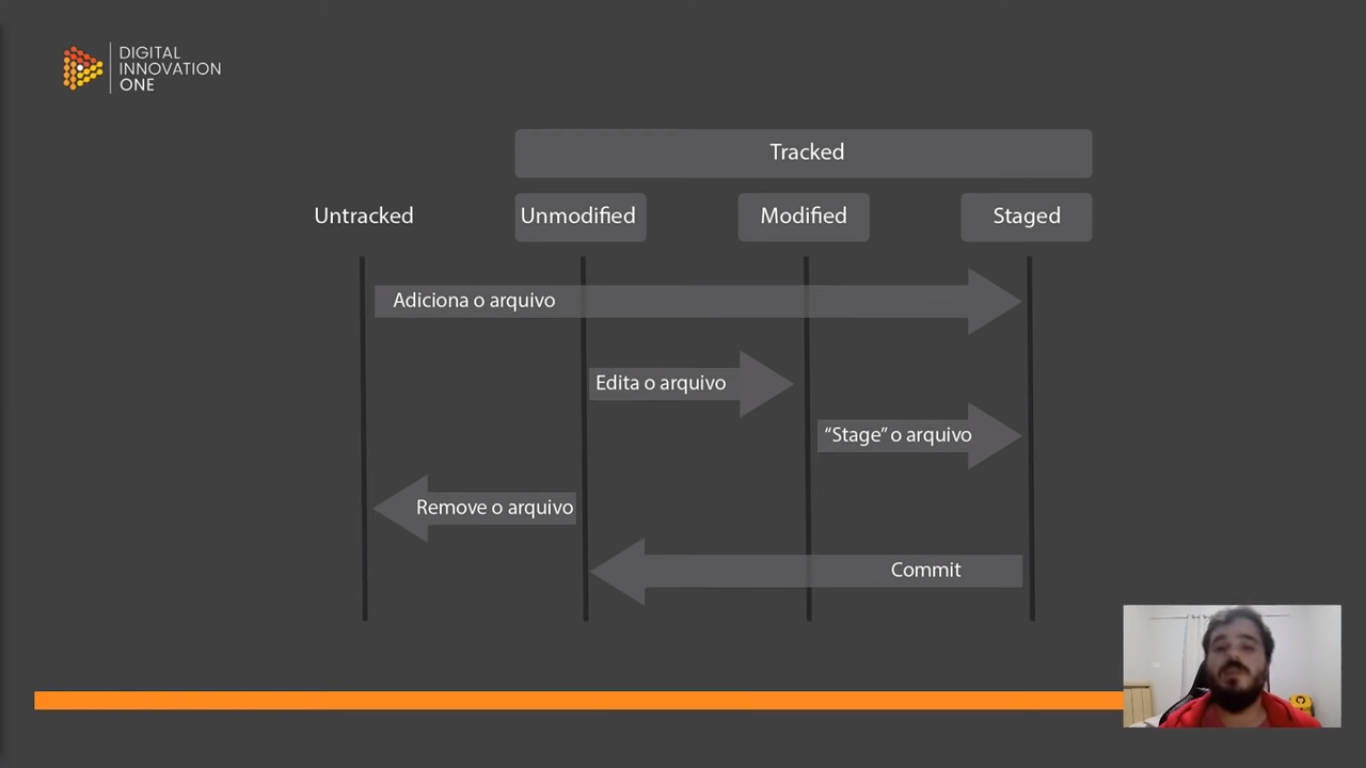 DIGITAL
INNOVATION
ONE
Tracked
Untracked
Unmodified
Modified
Staged
Adiciona o arquivo
Edita o arquivo
“Stage” o arquivo
Remove o arquivo
Commit